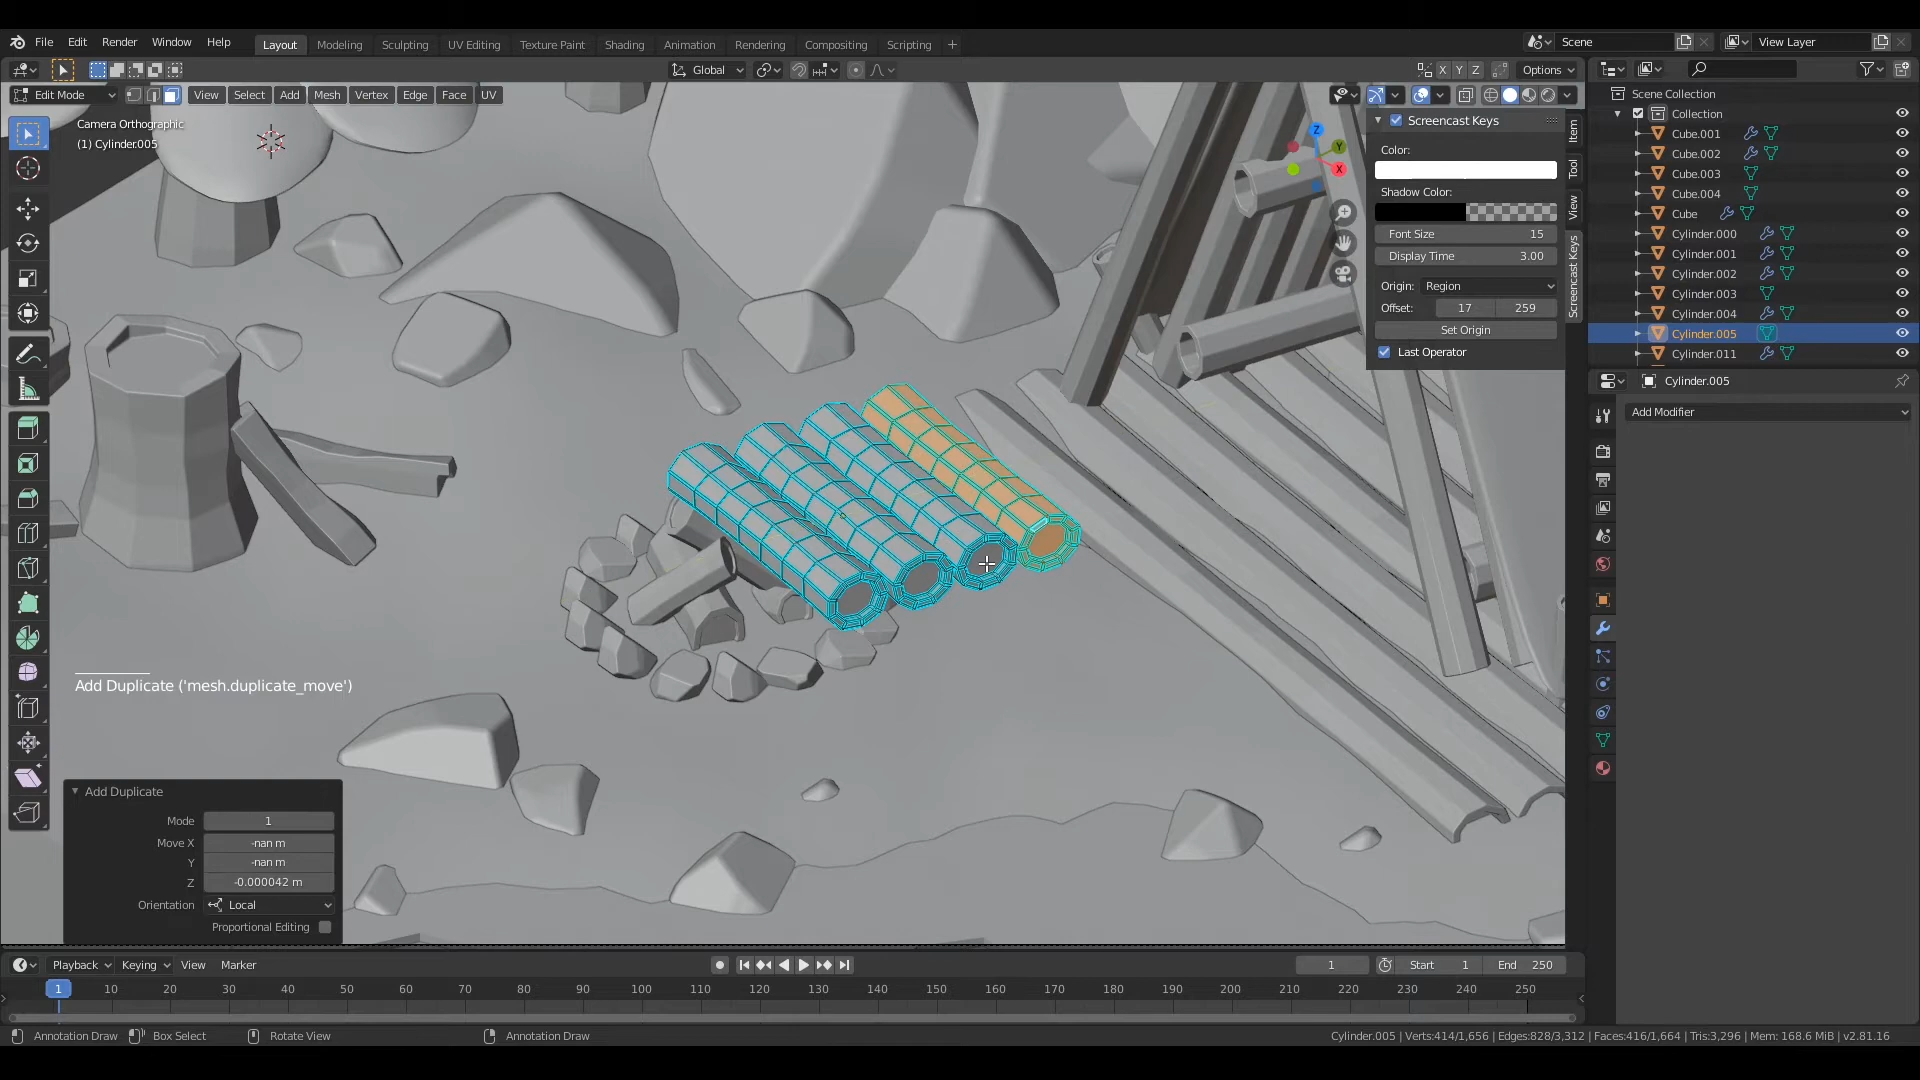 File Edit Render Window Help Layout Modeling Sculpting UV Editing Texture Paint Shading Animation Rendering Compositing Scripting + Scene View Layer
Global X Y Z Options
Edit Mode View Select Add Mesh Vertex Edge Face UV
Camera Orthographic
(1) Cylinder.005
Z
Y
X
Screencast Keys
Color:
Shadow Color:
Font Size 15
Display Time 3.00
Origin: Region
Offset: 17 259
Set Origin
Last Operator
Item
Tool
View
Screencast Keys
Scene Collection
Collection
Cube.001
Cube.002
Cube.003
Cube.004
Cube
Cylinder.000
Cylinder.001
Cylinder.002
Cylinder.003
Cylinder.004
Cylinder.005
Cylinder.011
Cylinder.005
Add Modifier
Add Duplicate ('mesh.duplicate_move')
Add Duplicate
Mode 1
Move X -nan m
Y -nan m
Z -0.000042 m
Orientation Local
Proportional Editing
Playback Keying View Marker 1 Start 1 End 250
1 10 20 30 40 50 60 70 80 90 100 110 120 130 140 150 160 170 180 190 200 210 220 230 240 250
Annotation Draw Box Select Rotate View Annotation Draw Cylinder.005 | Verts:414/1,656 | Edges:828/3,312 | Faces:416/1,664 | Tris:3,296 | Mem: 168.6 MiB | v2.81.16